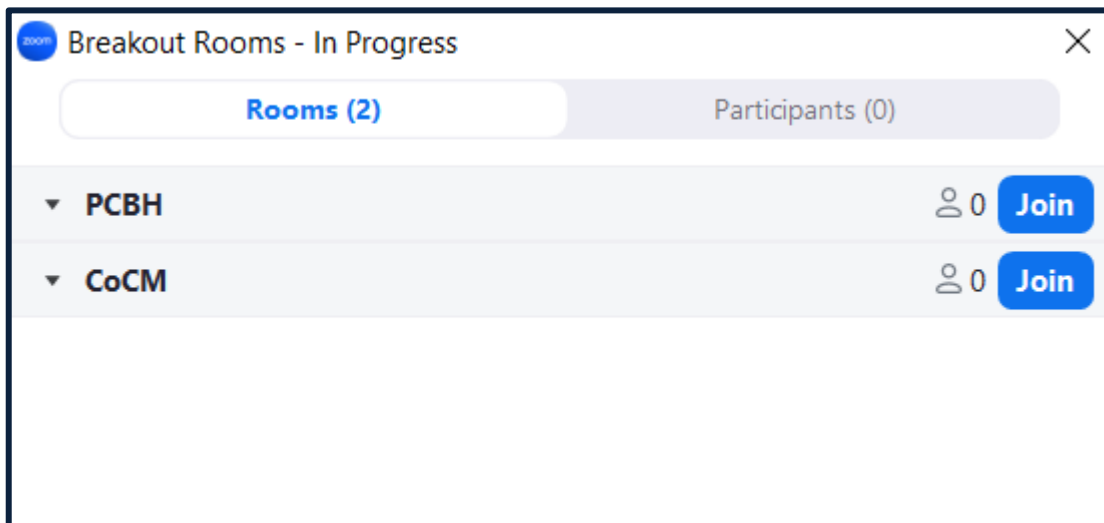 zoom Breakout Rooms - In Progress
Rooms (2) Participants (0)
PCBH 0 Join
CoCM 0 Join